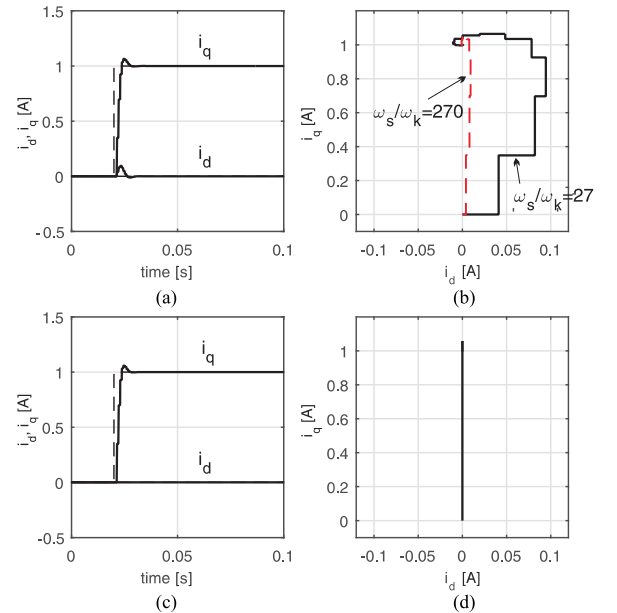 1.5
1
0.5
0
-0.5
i_d, i_q [A]
i_q
i_d
0
0.05
0.1
time [s]
(a)
1
0.8
0.6
0.4
0.2
0
i_q [A]
ω_s/ω_k=270
ω_s/ω_k=27
-0.1
-0.05
0
0.05
0.1
i_d [A]
(b)
1.5
1
0.5
0
-0.5
i_d, i_q [A]
i_q
i_d
0
0.05
0.1
time [s]
(c)
1
0.8
0.6
0.4
0.2
0
i_q [A]
-0.1
-0.05
0
0.05
0.1
i_d [A]
(d)